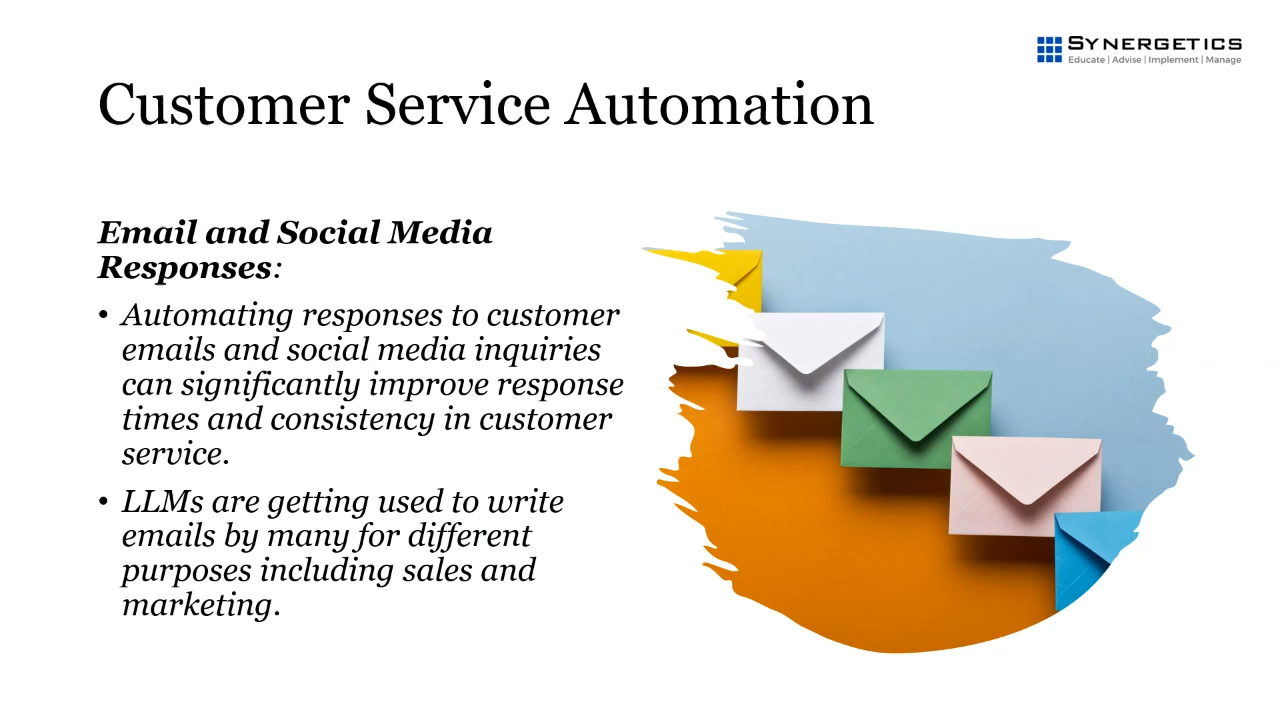 SYNERGETICS
Educate | Advise | Implement | Manage
Customer Service Automation
Email and Social Media
Responses:
• Automating responses to customer
emails and social media inquiries
can significantly improve response
times and consistency in customer
service.
• LLMs are getting used to write
emails by many for different
purposes including sales and
marketing.